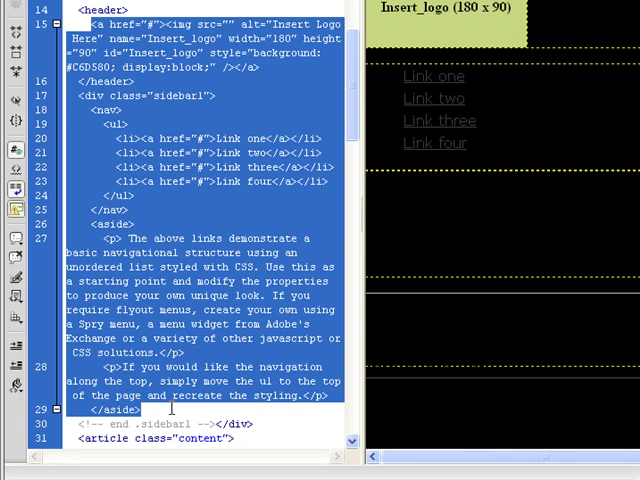 14 <header>
15 <a href="#"><img src="" alt="Insert Logo
Here" name="Insert_logo" width="180" height
="90" id="Insert_logo" style="background:
#C6D580; display:block;" /></a>
16 </header>
17 <div class="sidebar1">
18 <nav>
19 <ul>
20 <li><a href="#">Link one</a></li>
21 <li><a href="#">Link two</a></li>
22 <li><a href="#">Link three</a></li>
23 <li><a href="#">Link four</a></li>
24 </ul>
25 </nav>
26 <aside>
27 <p> The above links demonstrate a
basic navigational structure using an
unordered list styled with CSS. Use this as
a starting point and modify the properties
to produce your own unique look. If you
require flyout menus, create your own using
a Spry menu, a menu widget from Adobe's
Exchange or a variety of other javascript or
CSS solutions.</p>
28 <p>If you would like the navigation
along the top, simply move the ul to the top
of the page and recreate the styling.</p>
29 </aside>
30 <!-- end .sidebar1 --></div>
31 <article class="content">
Insert_logo (180 x 90)
Link one
Link two
Link three
Link four